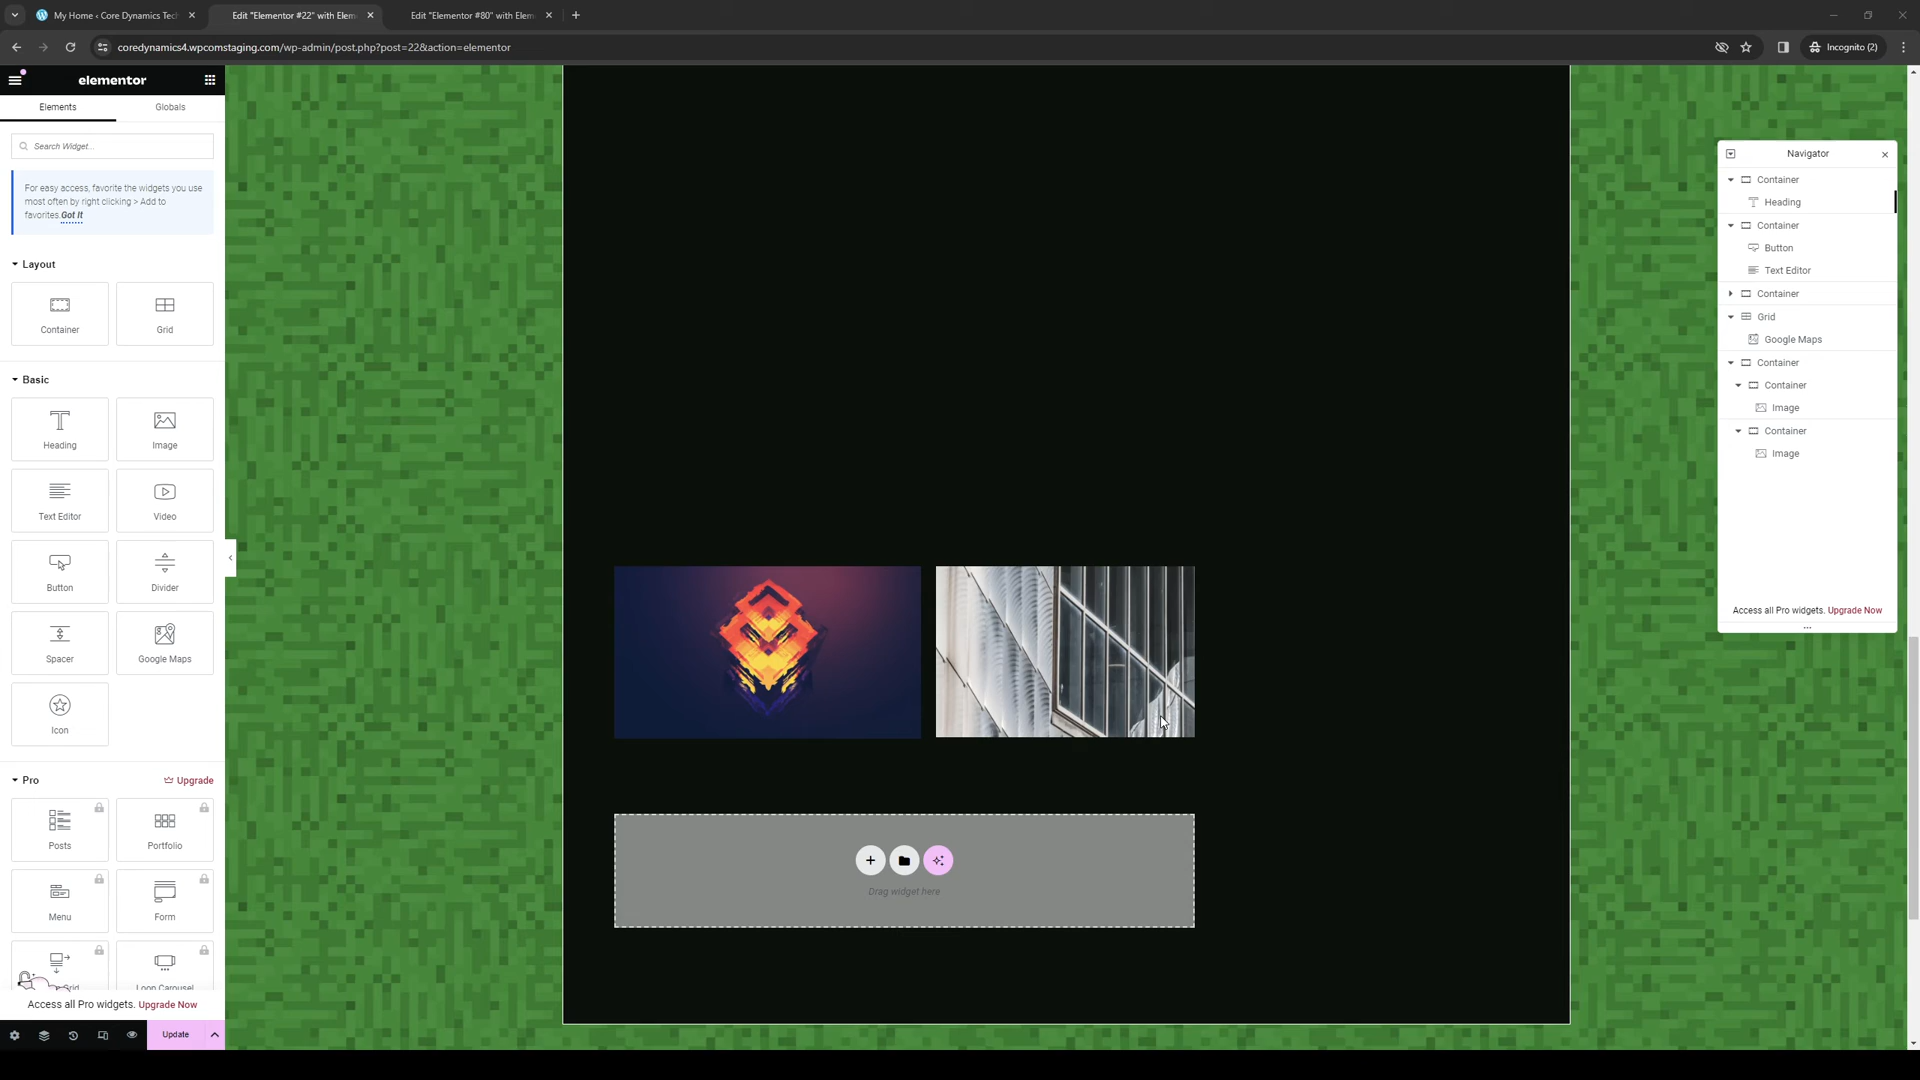 My Home ‹ Core Dynamics Tech
Edit "Elementor #22" with Elem
Edit "Elementor #80" with Elem
coredynamics4.wpcomstaging.com/wp-admin/post.php?post=22&action=elementor
Incognito (2)
elementor
Elements
Globals
Search Widget...
For easy access, favorite the widgets you use
most often by right clicking > Add to
favorites.Got It
Layout
Container
Grid
Basic
Heading
Image
Text Editor
Video
Button
Divider
Spacer
Google Maps
Icon
Pro
Upgrade
Posts
Portfolio
Menu
Form
Grid
Loop Carousel
Access all Pro widgets. Upgrade Now
Update
Drag widget here
Navigator
Container
Heading
Container
Button
Text Editor
Container
Grid
Google Maps
Container
Container
Image
Container
Image
Access all Pro widgets. Upgrade Now